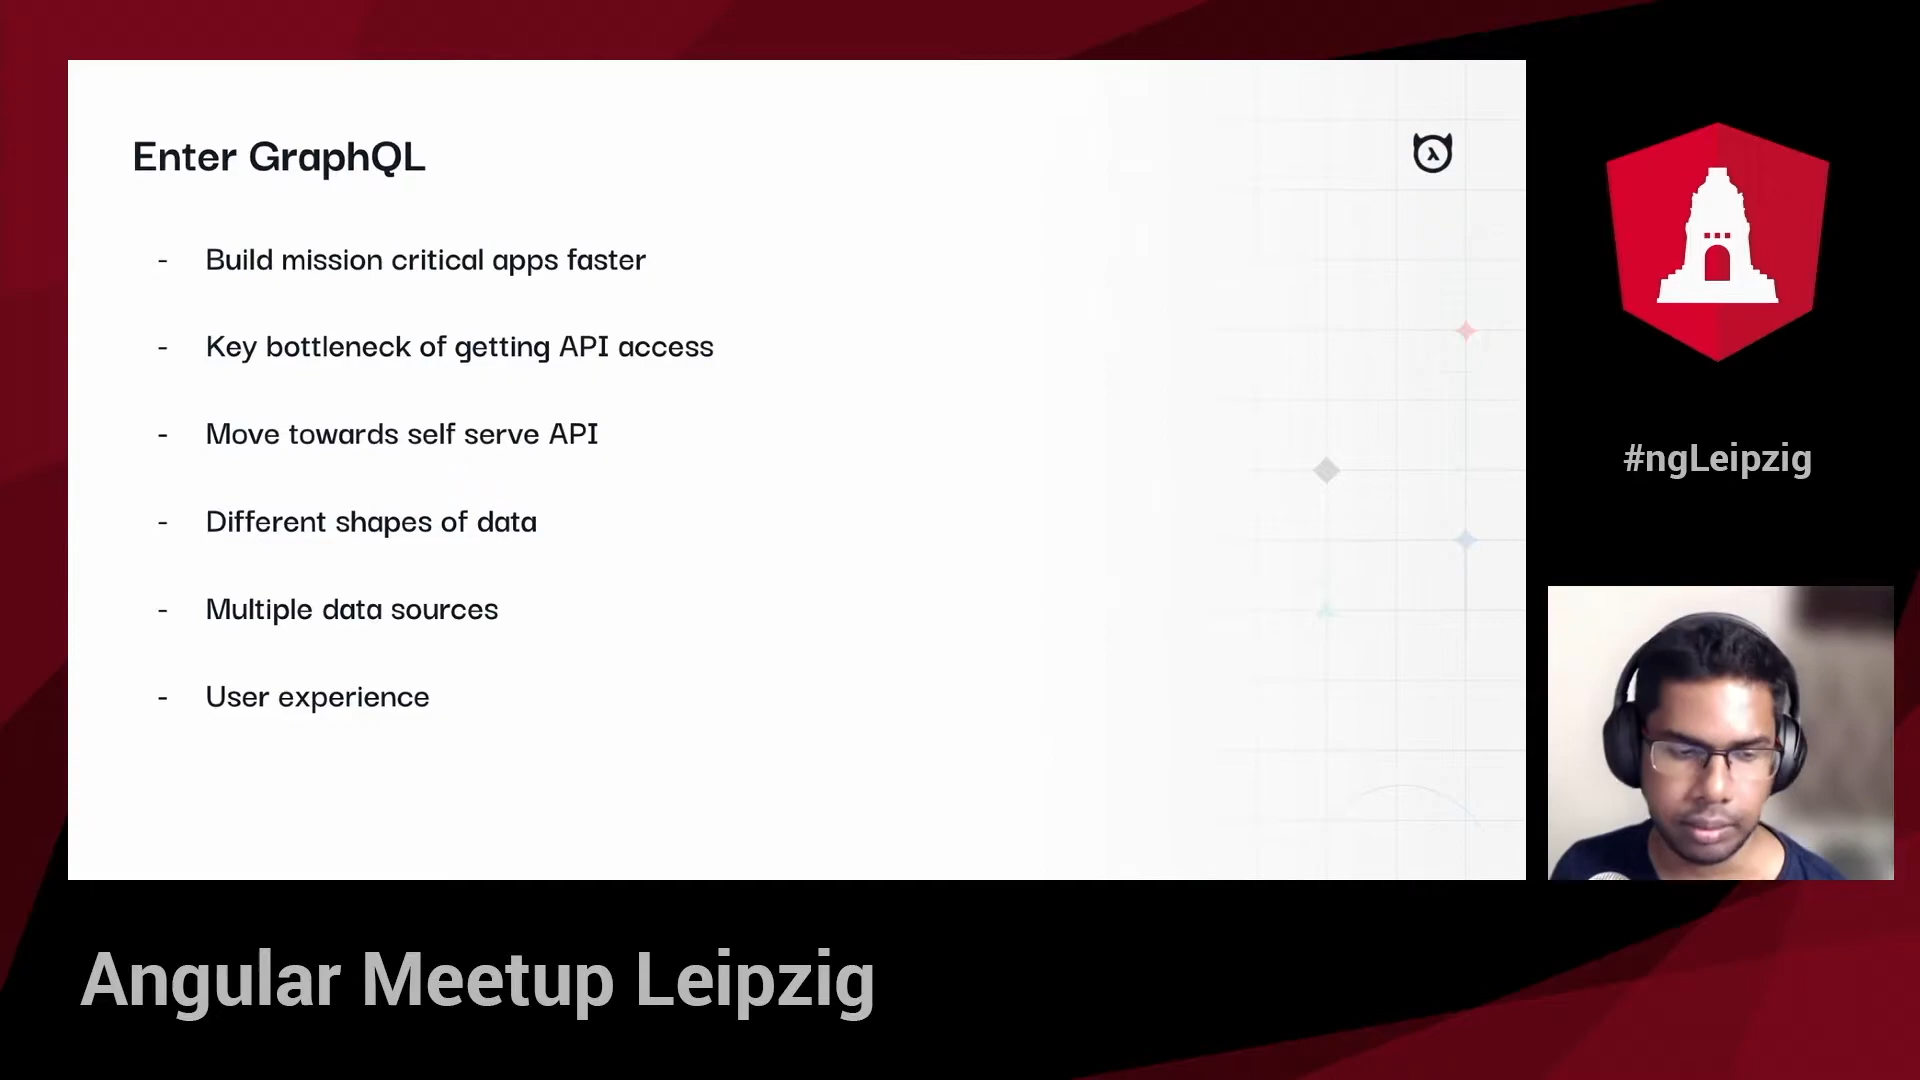 Enter GraphQL
- Build mission critical apps faster
- Key bottleneck of getting API access
- Move towards self serve API
- Different shapes of data
- Multiple data sources
- User experience
#ngLeipzig
Angular Meetup Leipzig